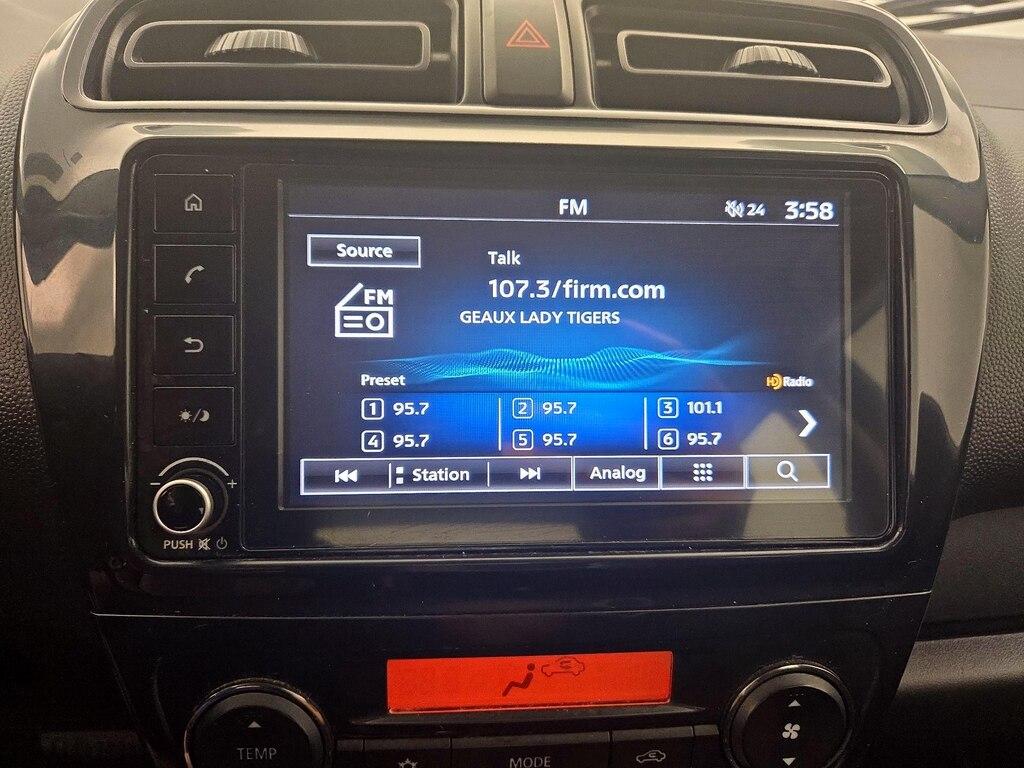 FM
24
3:58
Source
Talk
FM
107.3/firm.com
GEAUX LADY TIGERS
Preset
HD Radio
1 95.7
2 95.7
3 101.1
4 95.7
5 95.7
6 95.7
Station
Analog
- +
PUSH
TEMP
MODE